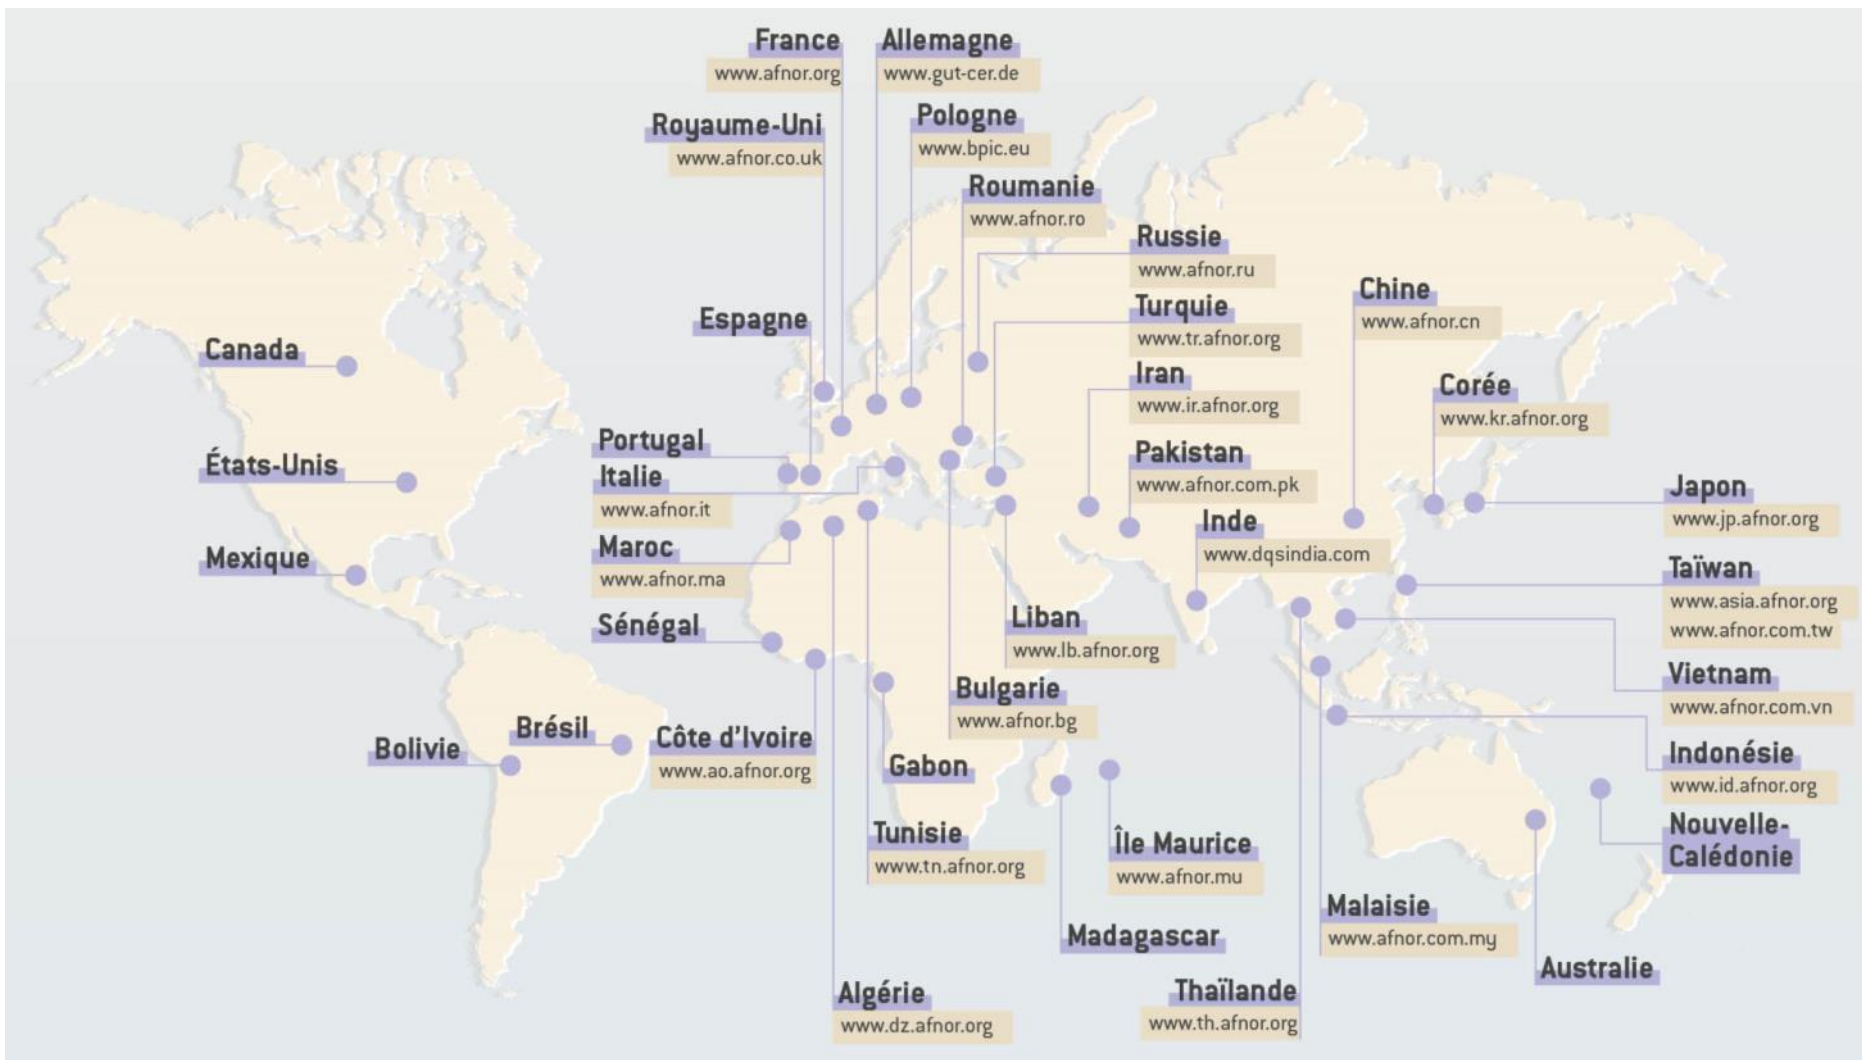 France
www.afnor.org
Allemagne
www.gut-cer.de
Royaume-Uni
www.afnor.co.uk
Pologne
www.bpic.eu
Roumanie
www.afnor.ro
Russie
www.afnor.ru
Turquie
www.tr.afnor.org
Chine
www.afnor.cn
Espagne
Canada
Iran
www.ir.afnor.org
Corée
www.kr.afnor.org
Portugal
États-Unis
Italie
www.afnor.it
Pakistan
www.afnor.com.pk
Japon
www.jp.afnor.org
Inde
www.dqsindia.com
Mexique
Maroc
www.afnor.ma
Taïwan
www.asia.afnor.org
www.afnor.com.tw
Sénégal
Liban
www.lb.afnor.org
Vietnam
www.afnor.com.vn
Bulgarie
www.afnor.bg
Brésil
Bolivie
Côte d'Ivoire
www.ao.afnor.org
Gabon
Indonésie
www.id.afnor.org
Tunisie
www.tn.afnor.org
Île Maurice
www.afnor.mu
Nouvelle-
Calédonie
Malaisie
www.afnor.com.my
Madagascar
Australie
Algérie
www.dz.afnor.org
Thaïlande
www.th.afnor.org